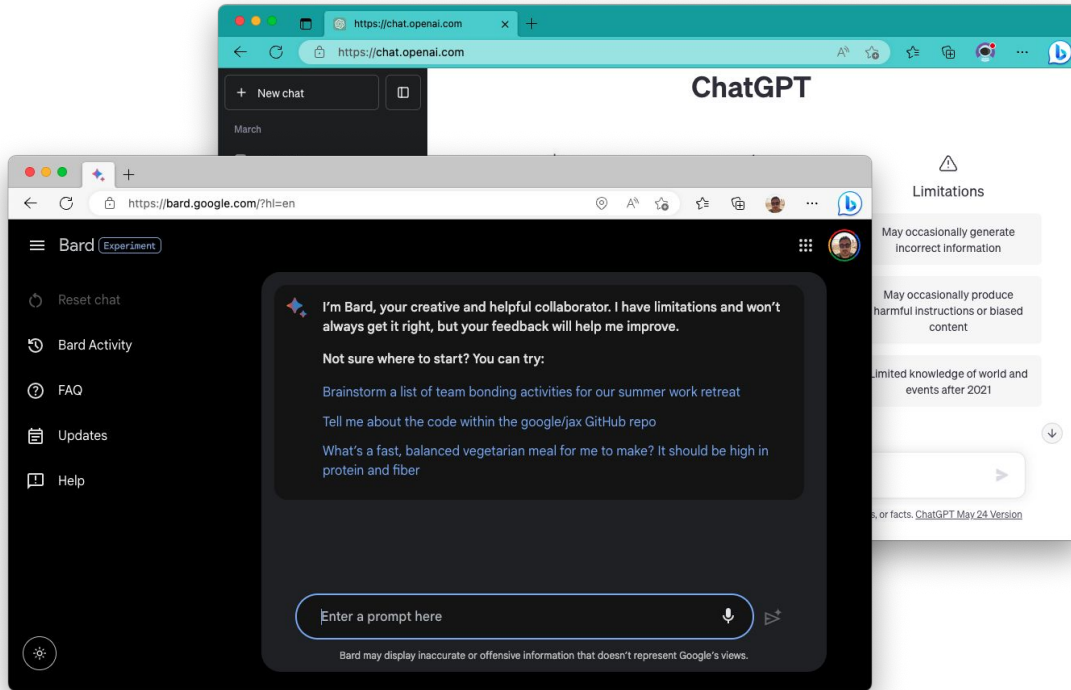 https://chat.openai.com
https://chat.openai.com
New chat
March
ChatGPT
Limitations
May occasionally generate
incorrect information
May occasionally produce
harmful instructions or biased
content
Limited knowledge of world and
events after 2021
s, or facts. ChatGPT May 24 Version
https://bard.google.com/?hl=en
Bard Experiment
Reset chat
Bard Activity
FAQ
Updates
Help
I'm Bard, your creative and helpful collaborator. I have limitations and won't
always get it right, but your feedback will help me improve.
Not sure where to start? You can try:
Brainstorm a list of team bonding activities for our summer work retreat
Tell me about the code within the google/jax GitHub repo
What's a fast, balanced vegetarian meal for me to make? It should be high in
protein and fiber
Enter a prompt here
Bard may display inaccurate or offensive information that doesn't represent Google's views.